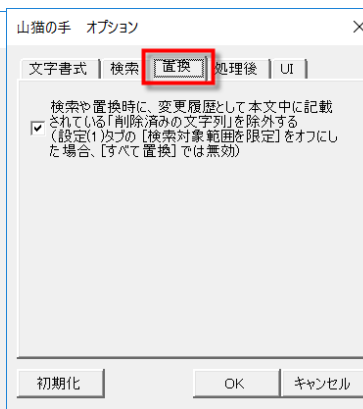 山猫の手 オプション
文字書式 検索 置換 処理後 UI
検索や置換時に、変更履歴として本文中に記載
されている「削除済みの文字列」を除外する
(設定(1)タブの [検索対象範囲を限定] をオフにし
た場合、[すべて置換] では無効)
初期化 OK キャンセル